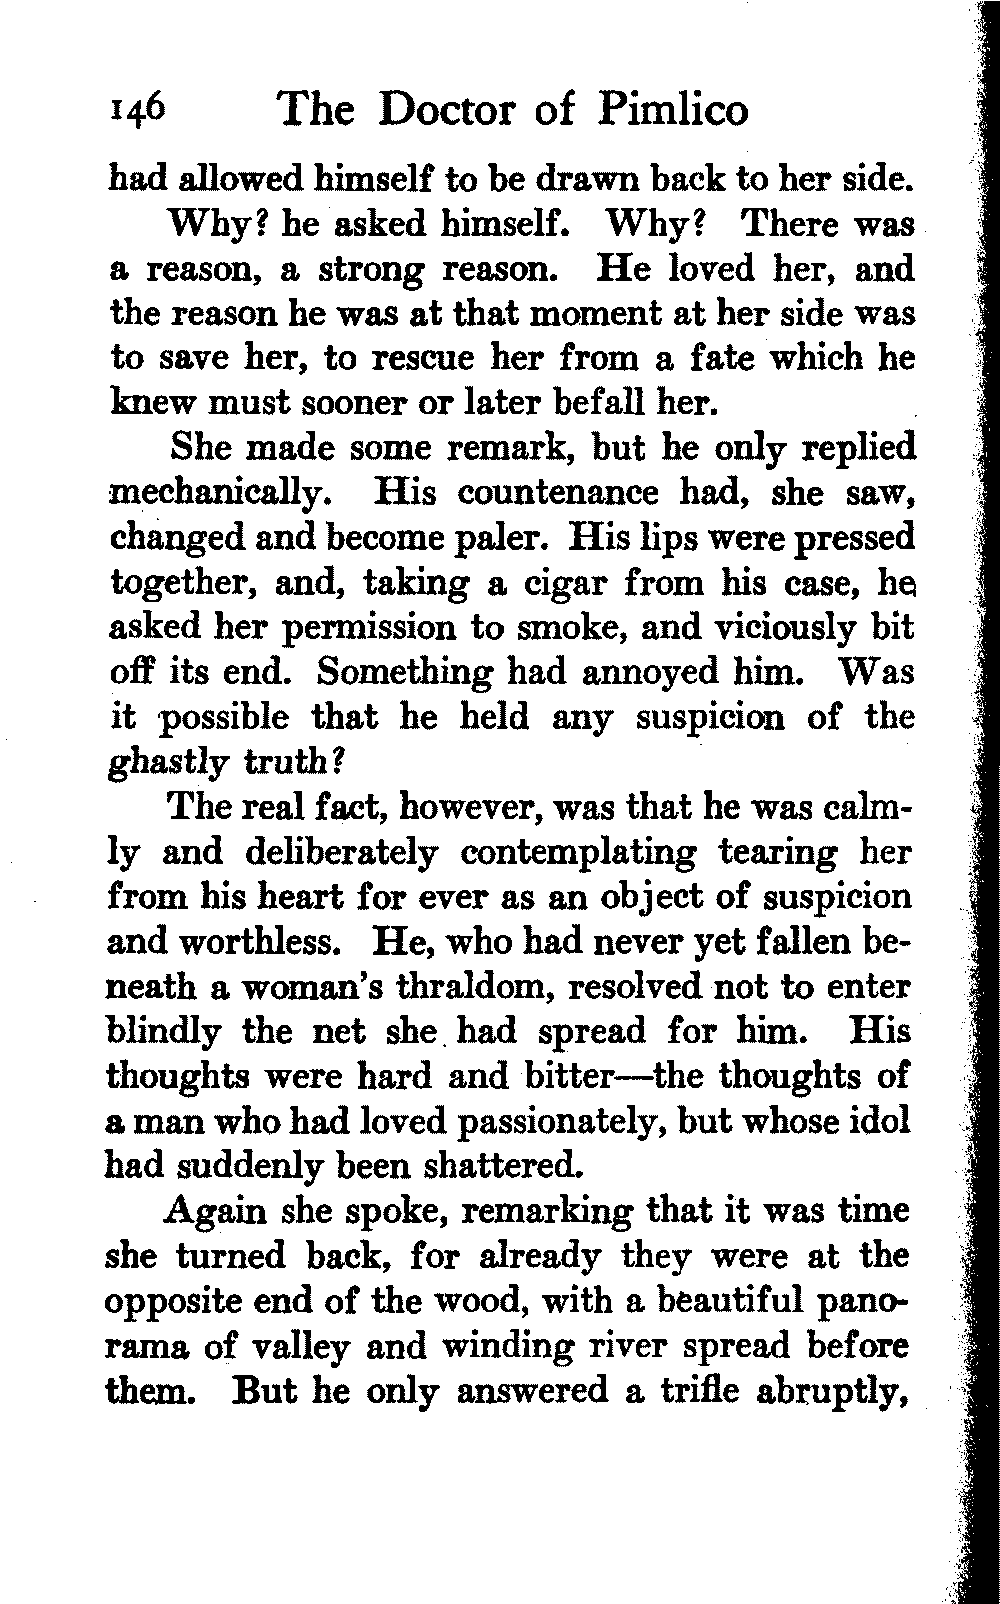 146 The Doctor of Pimlico
had allowed himself to be drawn back to her side.
Why? he asked himself. Why? There was
a reason, a strong reason. He loved her, and
the reason he was at that moment at her side was
to save her, to rescue her from a fate which he
knew must sooner or later befall her.
She made some remark, but he only replied
mechanically. His countenance had, she saw,
changed and become paler. His lips were pressed
together, and, taking a cigar from his case, he
asked her permission to smoke, and viciously bit
off its end. Something had annoyed him. Was
it possible that he held any suspicion of the
ghastly truth?
The real fact, however, was that he was calm-
ly and deliberately contemplating tearing her
from his heart for ever as an object of suspicion
and worthless. He, who had never yet fallen be-
neath a woman's thraldom, resolved not to enter
blindly the net she had spread for him. His
thoughts were hard and bitter—the thoughts of
a man who had loved passionately, but whose idol
had suddenly been shattered.
Again she spoke, remarking that it was time
she turned back, for already they were at the
opposite end of the wood, with a beautiful pano-
rama of valley and winding river spread before
them. But he only answered a trifle abruptly,